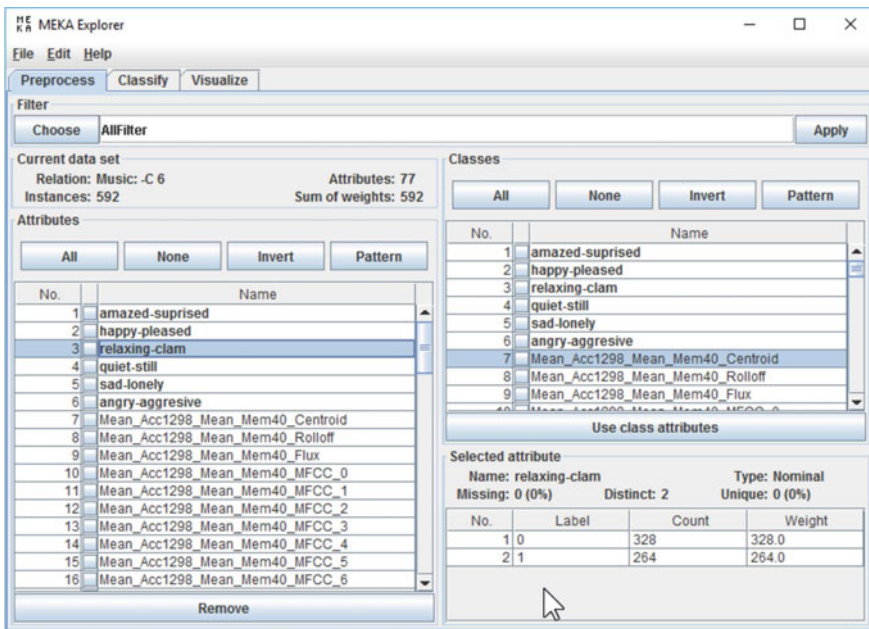 MEKA MEKA Explorer
File Edit Help
Preprocess Classify Visualize
Filter
Choose AllFilter Apply
Current data set
Relation: Music: -C 6 Attributes: 77
Instances: 592 Sum of weights: 592
Attributes
All None Invert Pattern
No. Name
1 amazed-suprised
2 happy-pleased
3 relaxing-clam
4 quiet-still
5 sad-lonely
6 angry-aggresive
7 Mean_Acc1298_Mean_Mem40_Centroid
8 Mean_Acc1298_Mean_Mem40_Rolloff
9 Mean_Acc1298_Mean_Mem40_Flux
10 Mean_Acc1298_Mean_Mem40_MFCC_0
11 Mean_Acc1298_Mean_Mem40_MFCC_1
12 Mean_Acc1298_Mean_Mem40_MFCC_2
13 Mean_Acc1298_Mean_Mem40_MFCC_3
14 Mean_Acc1298_Mean_Mem40_MFCC_4
15 Mean_Acc1298_Mean_Mem40_MFCC_5
16 Mean_Acc1298_Mean_Mem40_MFCC_6
Remove
Classes
All None Invert Pattern
No. Name
1 amazed-suprised
2 happy-pleased
3 relaxing-clam
4 quiet-still
5 sad-lonely
6 angry-aggresive
7 Mean_Acc1298_Mean_Mem40_Centroid
8 Mean_Acc1298_Mean_Mem40_Rolloff
9 Mean_Acc1298_Mean_Mem40_Flux
10 Mean_Acc1298_Mean_Mem40_MFCC_0
Use class attributes
Selected attribute
Name: relaxing-clam Type: Nominal
Missing: 0 (0%) Distinct: 2 Unique: 0 (0%)
No. Label Count Weight
1 0 328 328.0
2 1 264 264.0